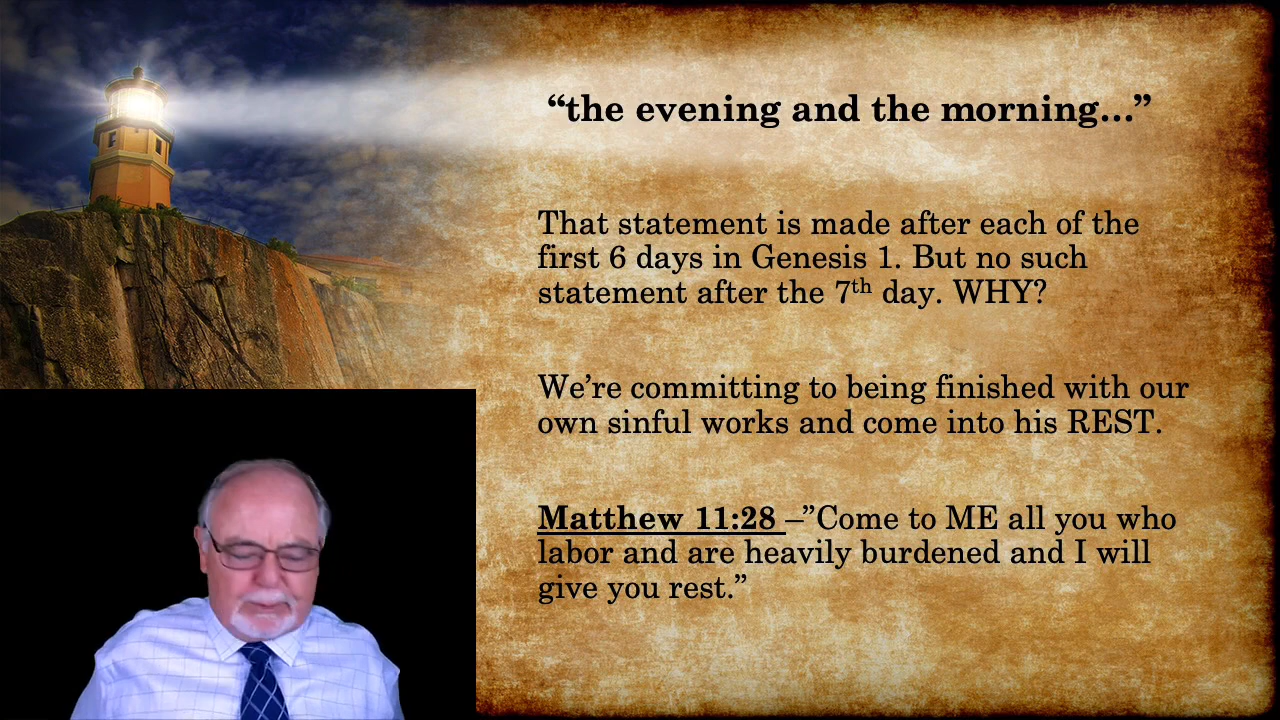 “the evening and the morning…”
That statement is made after each of the
first 6 days in Genesis 1. But no such
statement after the 7th day. WHY?
We’re committing to being finished with our
own sinful works and come into his REST.
Matthew 11:28 –”Come to ME all you who
labor and are heavily burdened and I will
give you rest.”